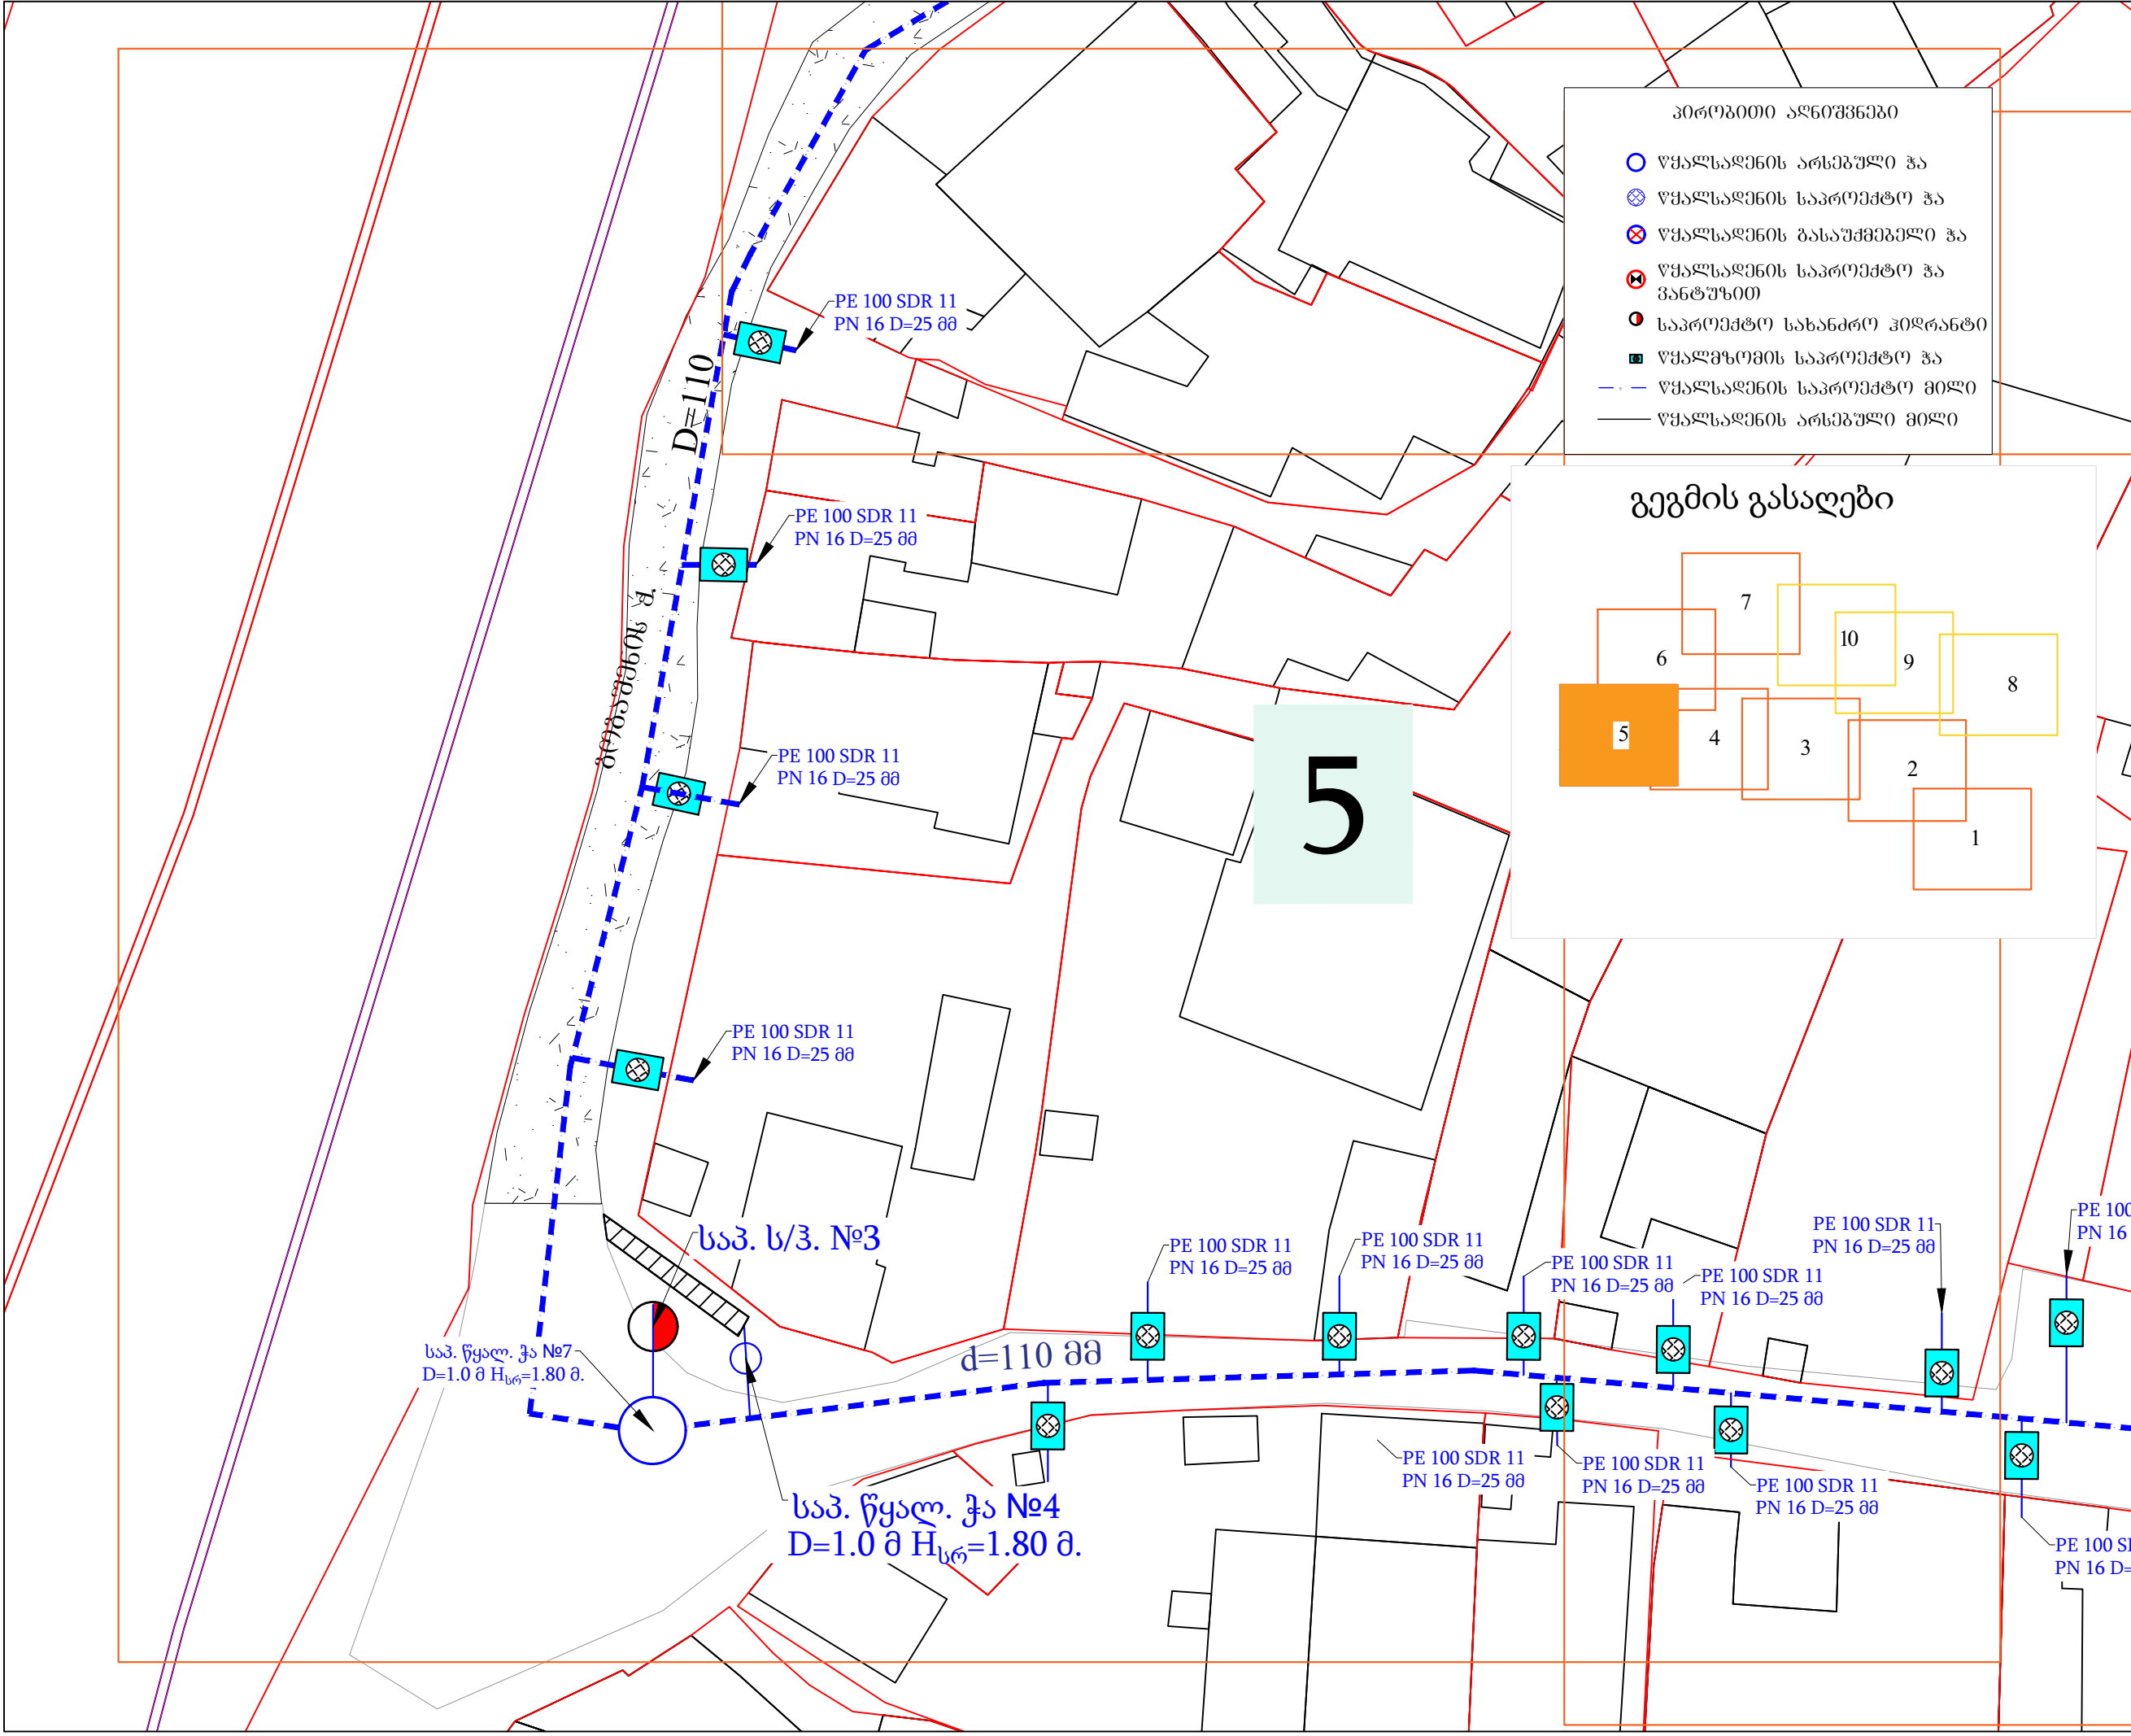 პირობითი აღნიშვნები
წყალსადენის არსებული ჭა
წყალსადენის საპროექტო ჭა
წყალსადენის გასაუქმებელი ჭა
წყალსადენის საპროექტო ჭა
ვანტუზით
საპროექტო სახანძრო ჰიდრანტი
წყალმზომის საპროექტო ჭა
წყალსადენის საპროექტო მილი
წყალსადენის არსებული მილი
გეგმის გასაღები
7
10
6
9
8
5
4
3
2
1
5
PE 100 SDR 11
PN 16 D=25 მმ
D=110
PE 100 SDR 11
PN 16 D=25 მმ
PE 100 SDR 11
PN 16 D=25 მმ
PE 100 SDR 11
PN 16 D=25 მმ
საპ. ს/ჰ. №3
საპ. წყალ. ჭა №7
D=1.0 მ Hსრ=1.80 მ.
d=110 მმ
საპ. წყალ. ჭა №4
D=1.0 მ Hსრ=1.80 მ.
PE 100 SDR 11
PN 16 D=25 მმ
PE 100 SDR 11
PN 16 D=25 მმ
PE 100 SDR 11
PN 16 D=25 მმ
PE 100 SDR 11
PN 16 D=25 მმ
PE 100 SDR 11
PN 16 D=25 მმ
PE 100
PN 16
PE 100 SDR 11
PN 16 D=25 მმ
PE 100 SDR 11
PN 16 D=25 მმ
PE 100 SDR 11
PN 16 D=25 მმ
PE 100 S
PN 16 D=